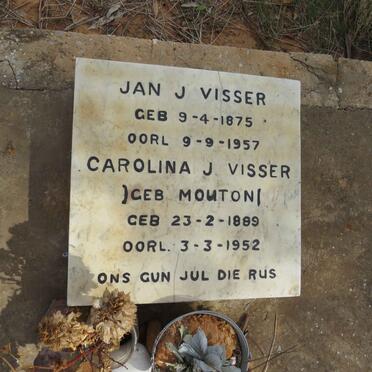 JAN J VISSER
GEB 9-4-1875
OORL 9-9-1957
CAROLINA J VISSER
)GEB MOUTON(
GEB 23-2-1889
OORL. 3-3-1952
ONS GUN JUL DIE RUS